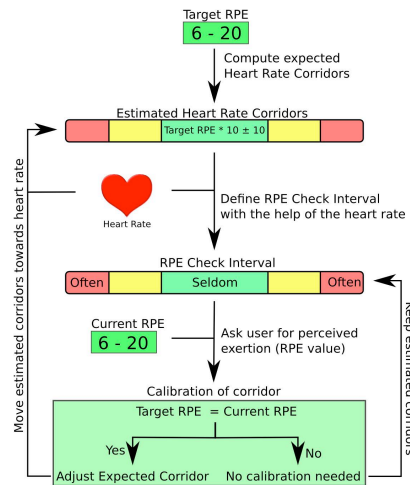 Target RPE
6 - 20
Compute expected
Heart Rate Corridors
Estimated Heart Rate Corridors
Target RPE * 10 ± 10
Heart Rate
Define RPE Check Interval
with the help of the heart rate
RPE Check Interval
Often
Seldom
Often
Current RPE
6 - 20
Ask user for perceived
exertion (RPE value)
Calibration of corridor
Target RPE = Current RPE
Yes
No
Adjust Expected Corridor
No calibration needed
Move estimated corridors towards heart rate
Keep estimated corridors